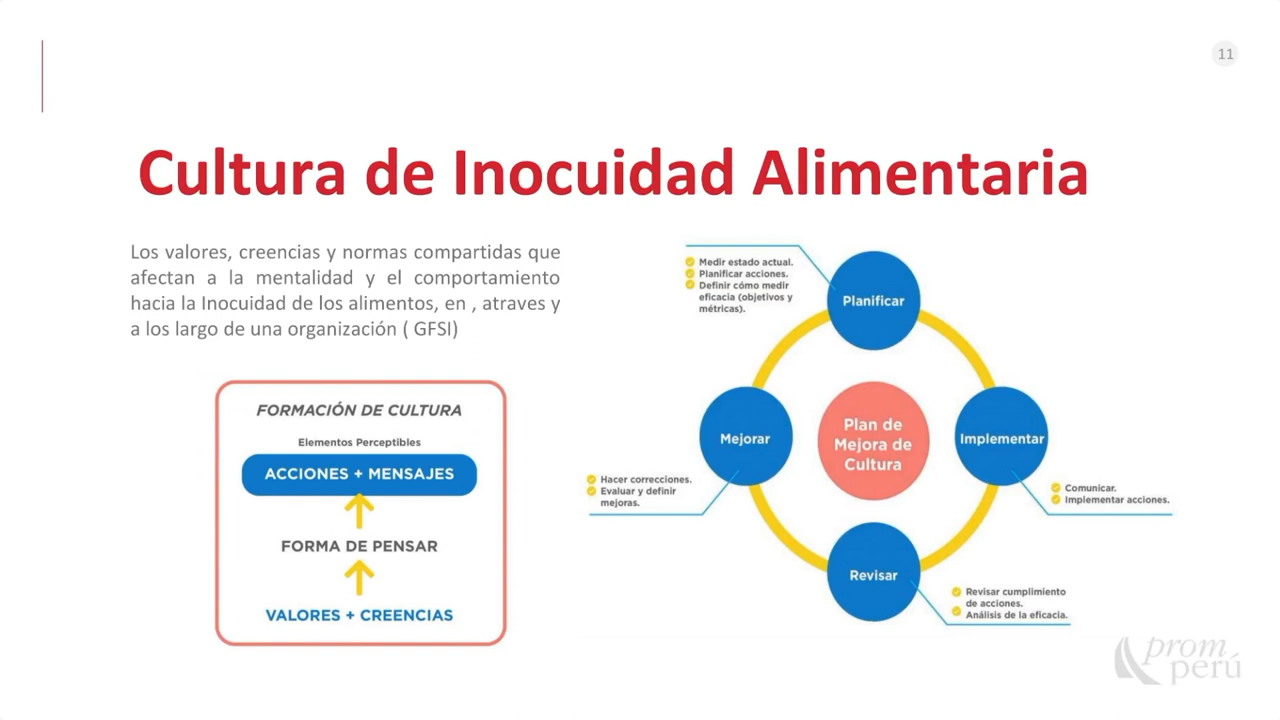 11
Cultura de Inocuidad Alimentaria
Los valores, creencias y normas compartidas que
afectan a la mentalidad y el comportamiento
hacia la Inocuidad de los alimentos, en , atraves y
a los largo de una organización ( GFSI)
FORMACIÓN DE CULTURA
Elementos Perceptibles
ACCIONES + MENSAJES
FORMA DE PENSAR
VALORES + CREENCIAS
Medir estado actual.
Planificar acciones.
Definir cómo medir
eficacia (objetivos y
métricas).
Planificar
Mejorar
Plan de
Mejora de
Cultura
Implementar
Hacer correcciones.
Evaluar y definir
mejoras.
Comunicar.
Implementar acciones.
Revisar
Revisar cumplimiento
de acciones.
Análisis de la eficacia.
prom
perú